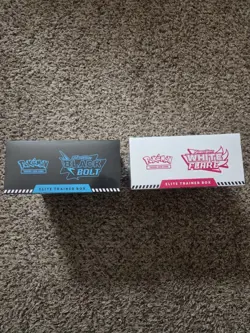 Pokémon
BLACK
BOLT
ELITE TRAINER BOX
Pokémon
WHITE
FLARE
ELITE TRAINER BOX